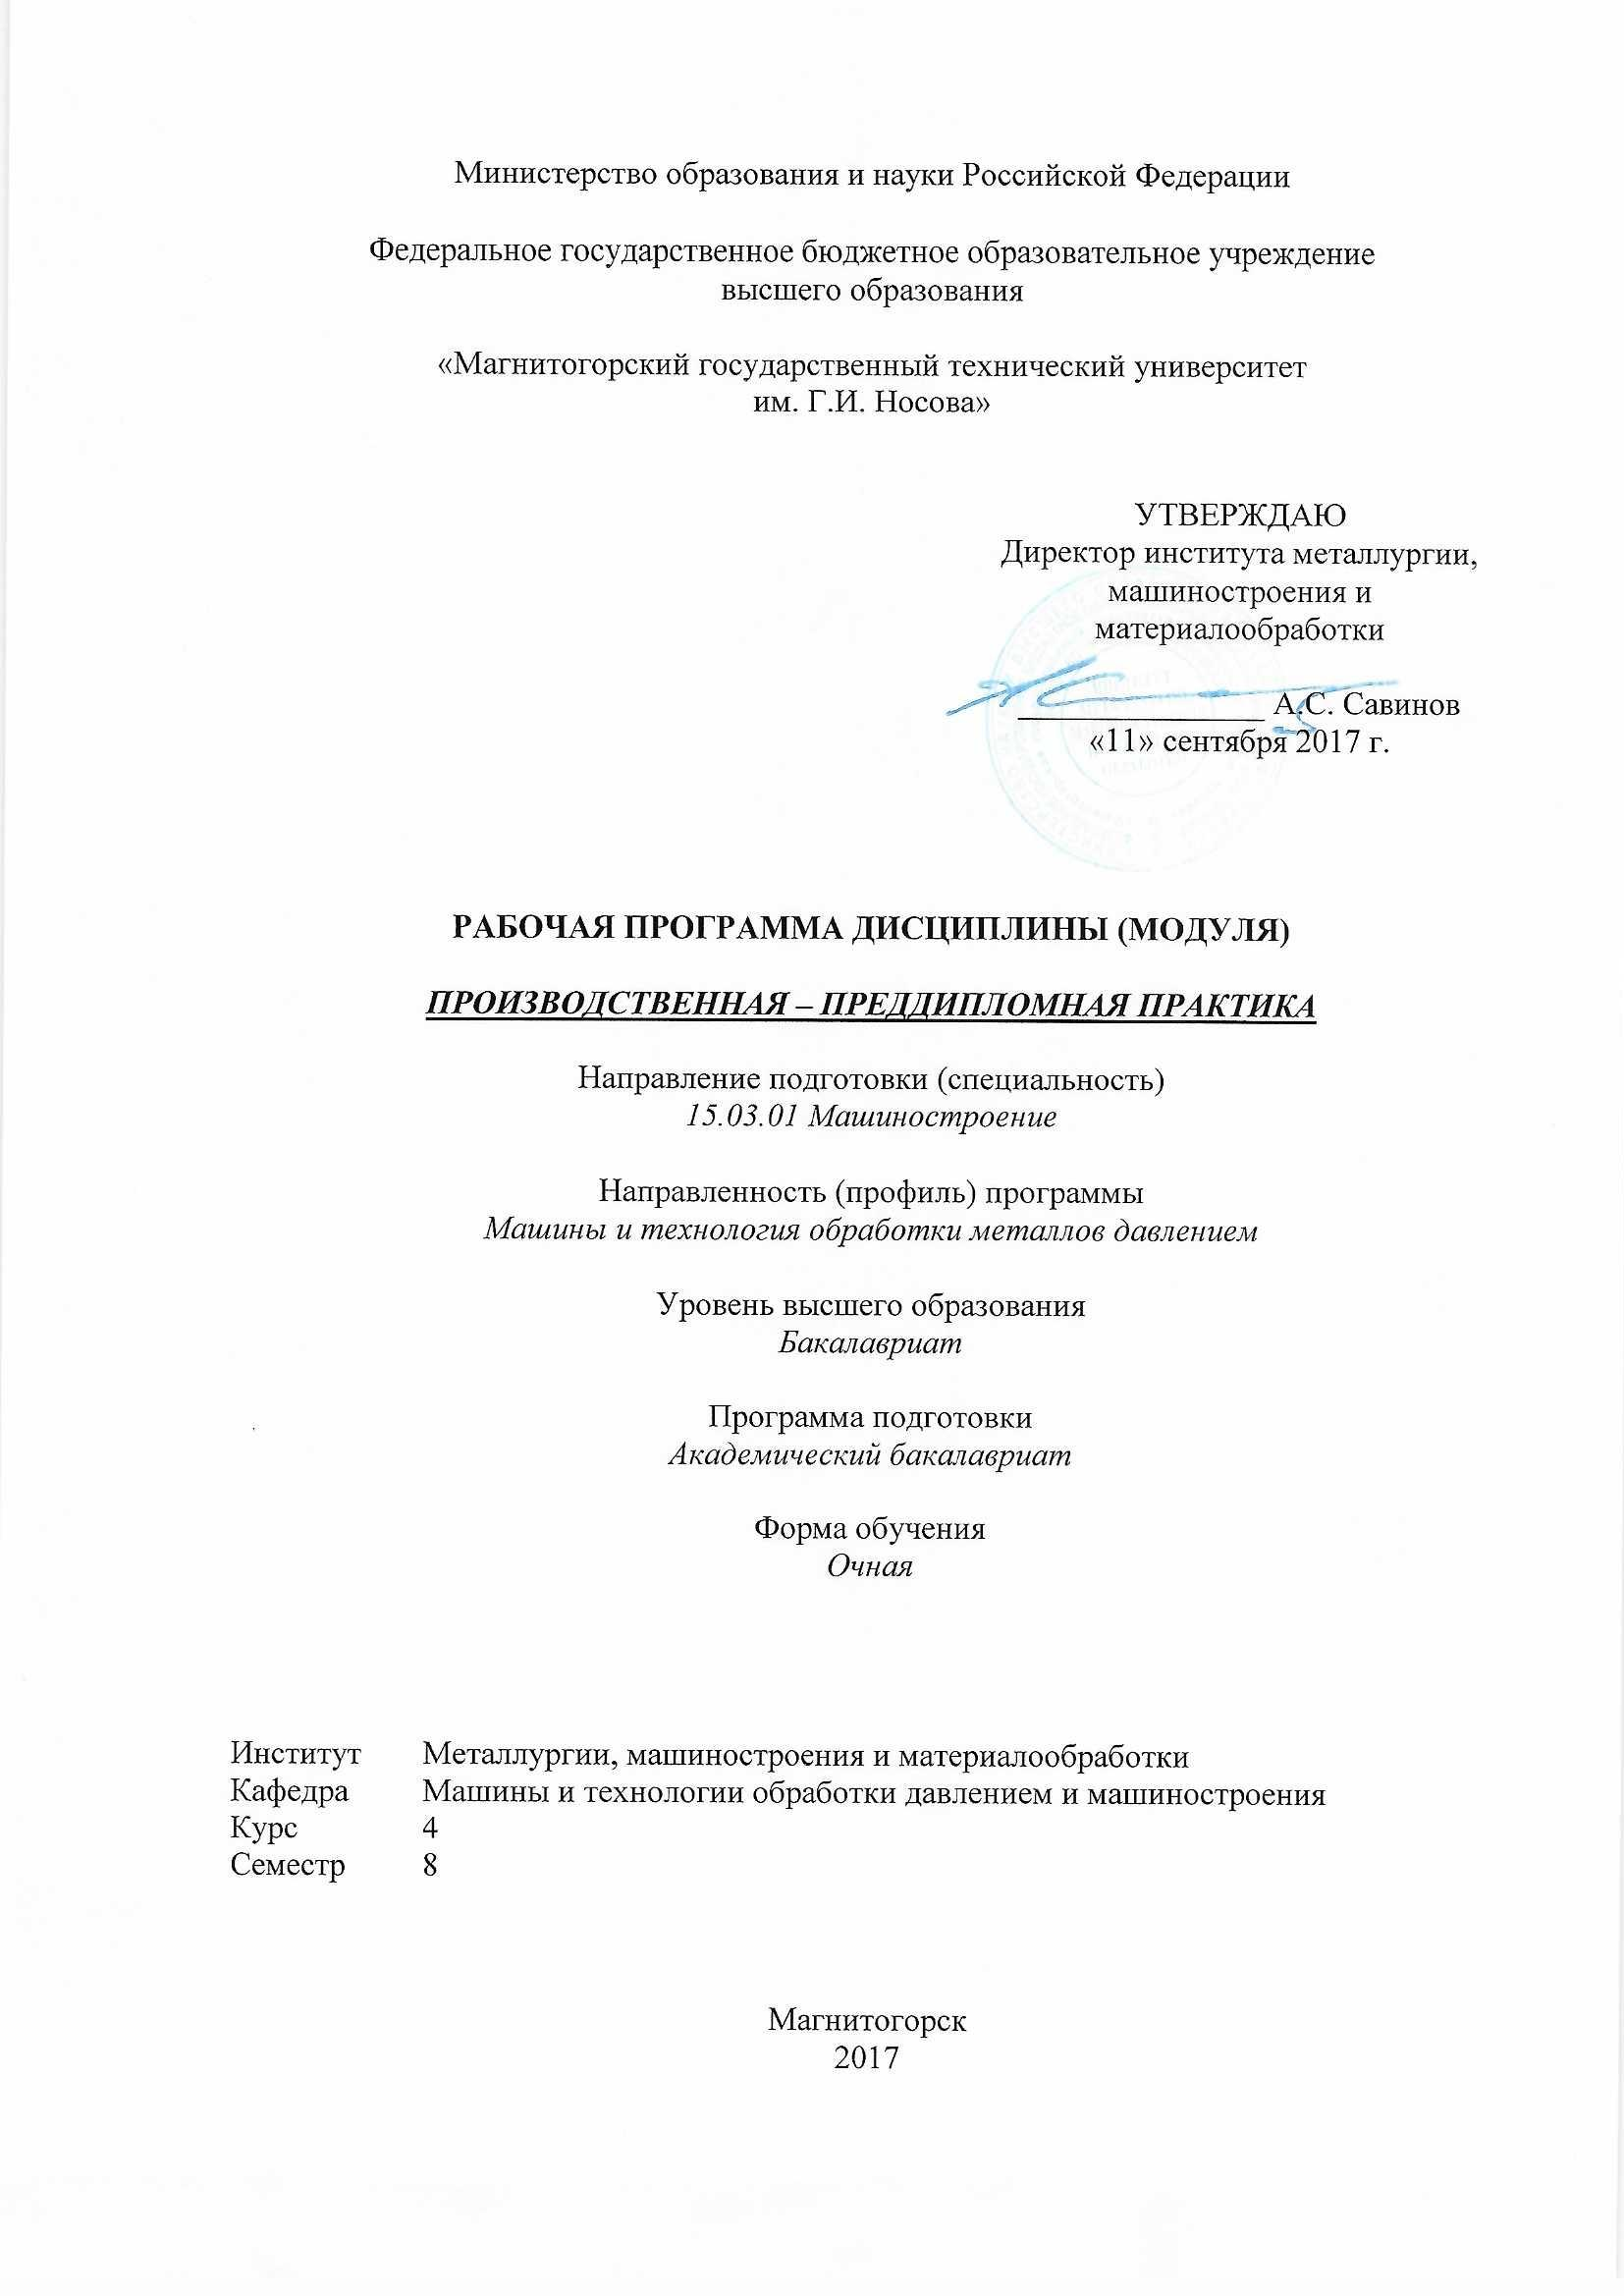 Министерство образования и науки Российской Федерации
Федеральное государственное бюджетное образовательное учреждение
высшего образования
«Магнитогорский государственный технический университет
им. Г.И. Носова»
УТВЕРЖДАЮ
Директор института металлургии,
машиностроения и
материалообработки
А.С. Савинов
«11» сентября 2017 г.
РАБОЧАЯ ПРОГРАММА ДИСЦИПЛИНЫ (МОДУЛЯ)
ПРОИЗВОДСТВЕННАЯ – ПРЕДДИПЛОМНАЯ ПРАКТИКА
Направление подготовки (специальность)
15.03.01 Машиностроение
Направленность (профиль) программы
Машины и технология обработки металлов давлением
Уровень высшего образования
Бакалавриат
Программа подготовки
Академический бакалавриат
Форма обучения
Очная
Институт Металлургии, машиностроения и материалообработки
Кафедра Машины и технологии обработки давлением и машиностроения
Курс 4
Семестр 8
Магнитогорск
2017